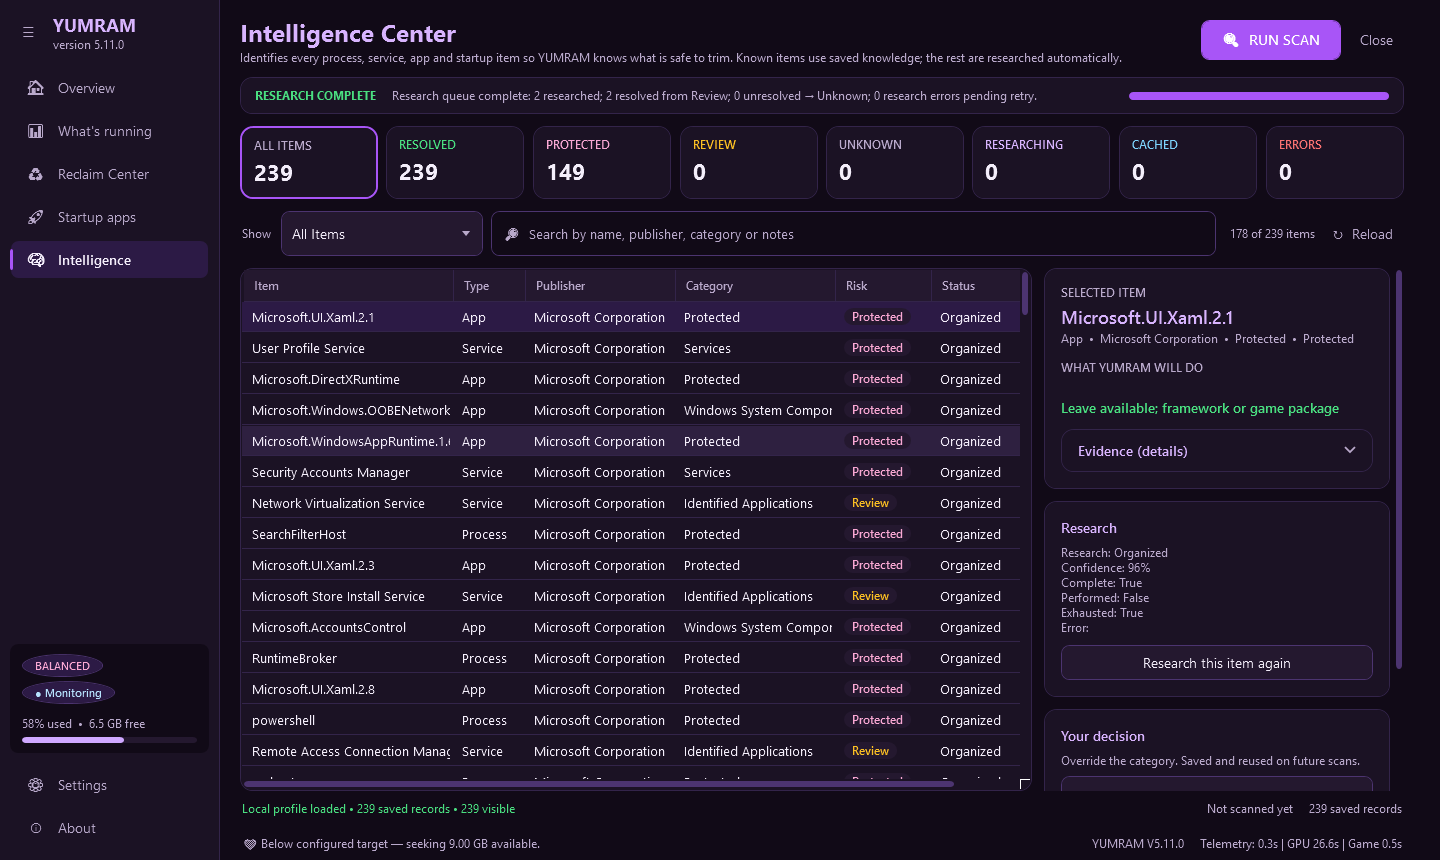 YUMRAM
version 5.11.0
Overview
What's running
Reclaim Center
Startup apps
Intelligence
BALANCED
● Monitoring
58% used • 6.5 GB free
Settings
About
Intelligence Center
Identifies every process, service, app and startup item so YUMRAM knows what is safe to trim. Known items use saved knowledge; the rest are researched automatically.
RUN SCAN
Close
RESEARCH COMPLETE Research queue complete: 2 researched; 2 resolved from Review; 0 unresolved → Unknown; 0 research errors pending retry.
ALL ITEMS
239
RESOLVED
239
PROTECTED
149
REVIEW
0
UNKNOWN
0
RESEARCHING
0
CACHED
0
ERRORS
0
Show All Items Search by name, publisher, category or notes 178 of 239 items ↻ Reload
Item Type Publisher Category Risk Status
Microsoft.UI.Xaml.2.1 App Microsoft Corporation Protected Protected Organized
User Profile Service Service Microsoft Corporation Services Protected Organized
Microsoft.DirectXRuntime App Microsoft Corporation Protected Protected Organized
Microsoft.Windows.OOBENetwork App Microsoft Corporation Windows System Compor Protected Organized
Microsoft.WindowsAppRuntime.1. App Microsoft Corporation Protected Protected Organized
Security Accounts Manager Service Microsoft Corporation Services Protected Organized
Network Virtualization Service Service Microsoft Corporation Identified Applications Review Organized
SearchFilterHost Process Microsoft Corporation Protected Protected Organized
Microsoft.UI.Xaml.2.3 App Microsoft Corporation Protected Protected Organized
Microsoft Store Install Service Service Microsoft Corporation Identified Applications Review Organized
Microsoft.AccountsControl App Microsoft Corporation Windows System Compor Protected Organized
RuntimeBroker Process Microsoft Corporation Protected Protected Organized
Microsoft.UI.Xaml.2.8 App Microsoft Corporation Protected Protected Organized
powershell Process Microsoft Corporation Protected Protected Organized
Remote Access Connection Manag Service Microsoft Corporation Identified Applications Review Organized
SELECTED ITEM
Microsoft.UI.Xaml.2.1
App • Microsoft Corporation • Protected • Protected
WHAT YUMRAM WILL DO
Leave available; framework or game package
Evidence (details)
Research
Research: Organized
Confidence: 96%
Complete: True
Performed: False
Exhausted: True
Error:
Research this item again
Your decision
Override the category. Saved and reused on future scans.
Local profile loaded • 239 saved records • 239 visible
Not scanned yet 239 saved records
Below configured target — seeking 9.00 GB available.
YUMRAM V5.11.0 Telemetry: 0.3s | GPU 26.6s | Game 0.5s